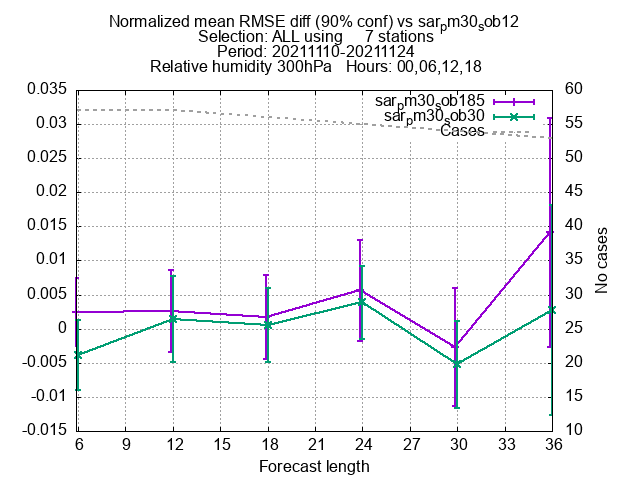 Normalized mean RMSE diff (90% conf) vs sarpm30sob12
Selection: ALL using 7 stations
Period: 20211110-20211124
Relative humidity 300hPa Hours: 00,06,12,18
sarpm30sob185
sarpm30sob30
Cases
0.035
0.03
0.025
0.02
0.015
0.01
0.005
0
-0.005
-0.01
-0.015
60
55
50
45
40
35
30
25
20
15
10
No cases
6 9 12 15 18 21 24 27 30 33 36
Forecast length